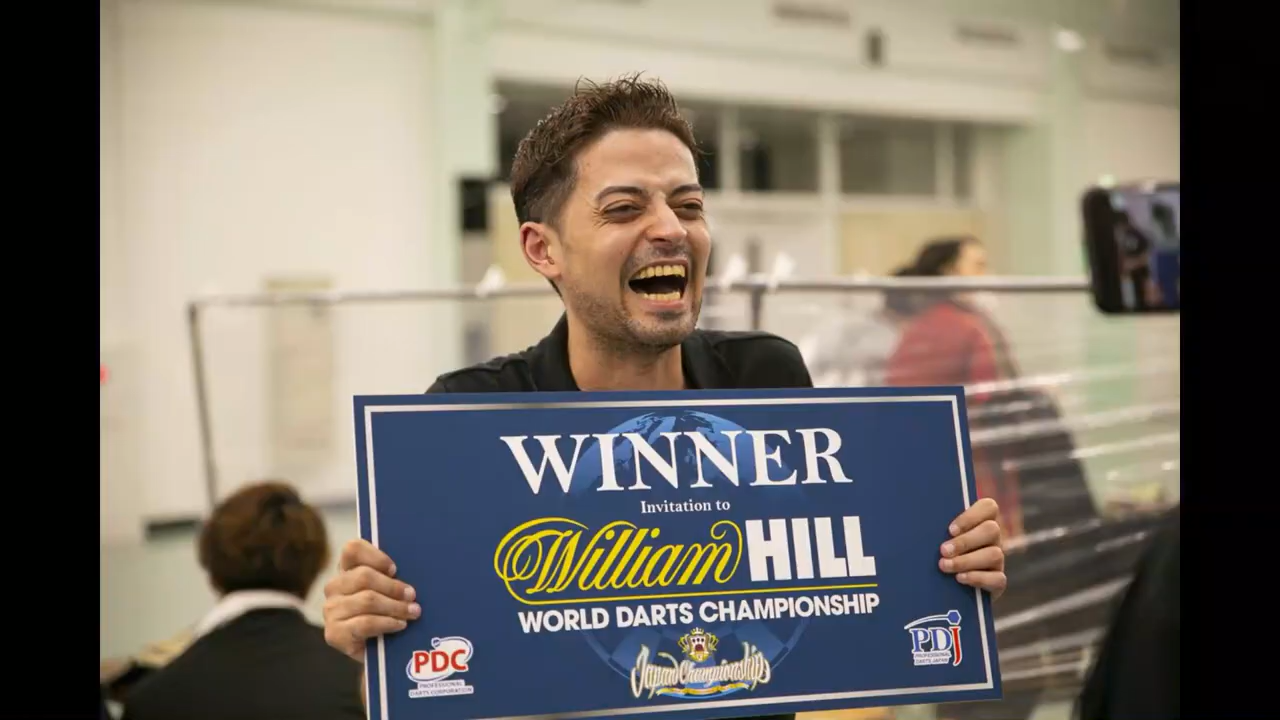 WINNER
Invitation to
William HILL
WORLD DARTS CHAMPIONSHIP
PDC
PROFESSIONAL
DARTS CORPORATION
Japan Championship
PDJ
PROFESSIONAL
DARTS JAPAN